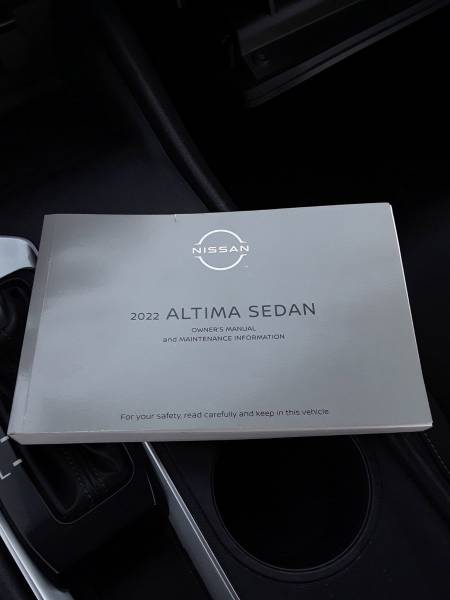 NISSAN
2022 ALTIMA SEDAN
OWNER'S MANUAL
and MAINTENANCE INFORMATION
For your safety, read carefully and keep in this vehicle.
L